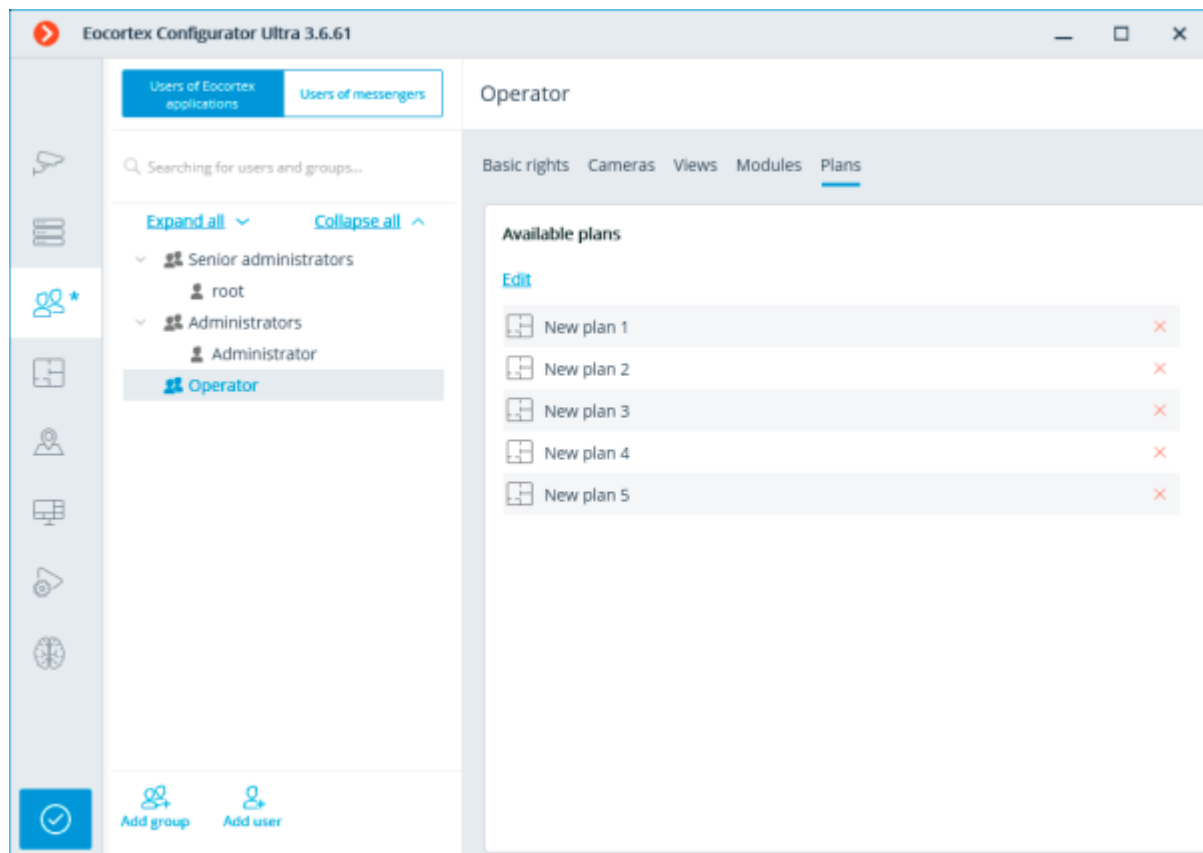 Eocortex Configurator Ultra 3.6.61
Users of Eocortex
applications
Users of messengers
Operator
Searching for users and groups...
Basic rights Cameras Views Modules Plans
Expand all
Collapse all
Senior administrators
root
Administrators
Administrator
Operator
Available plans
Edit
New plan 1
New plan 2
New plan 3
New plan 4
New plan 5
Add group
Add user